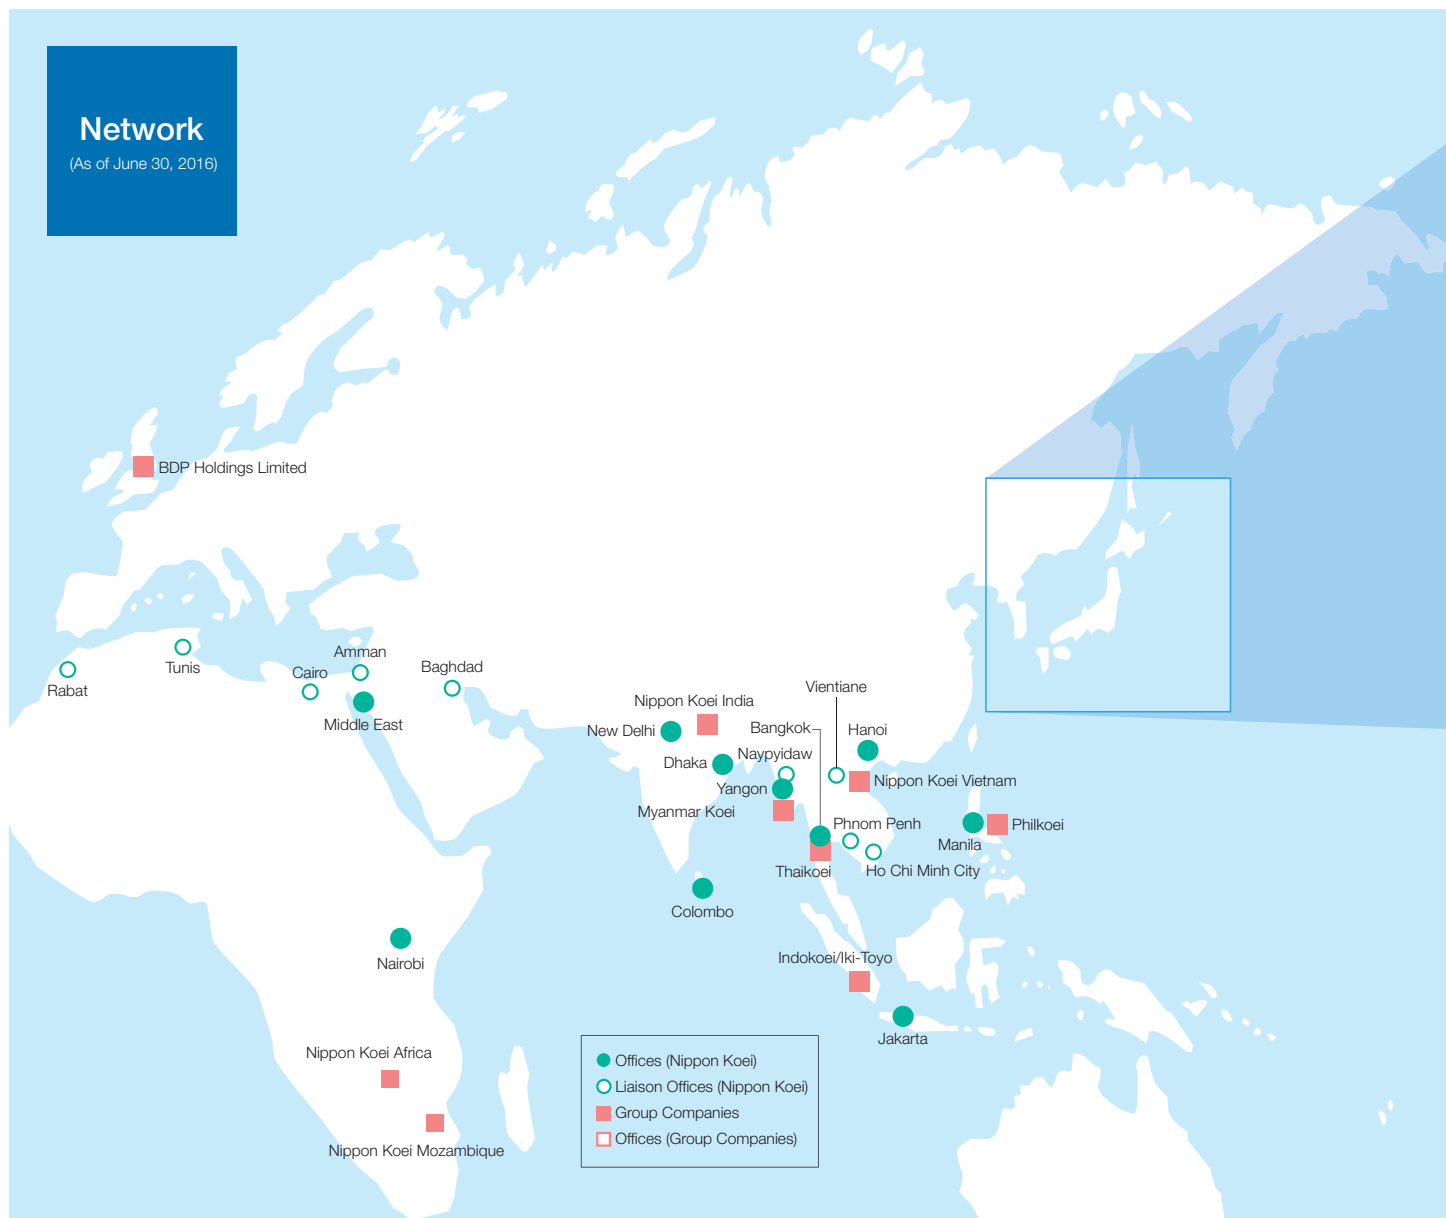 Network
(As of June 30, 2016)
BDP Holdings Limited
Tunis
Rabat
Amman
Cairo
Baghdad
Middle East
Vientiane
Nippon Koei India
New Delhi
Bangkok
Hanoi
Naypyidaw
Dhaka
Nippon Koei Vietnam
Yangon
Myanmar Koei
Phnom Penh
Philkoei
Manila
Thaikoei
Ho Chi Minh City
Colombo
Nairobi
Indokoei/Iki-Toyo
Jakarta
Nippon Koei Africa
Nippon Koei Mozambique
Offices (Nippon Koei)
Liaison Offices (Nippon Koei)
Group Companies
Offices (Group Companies)